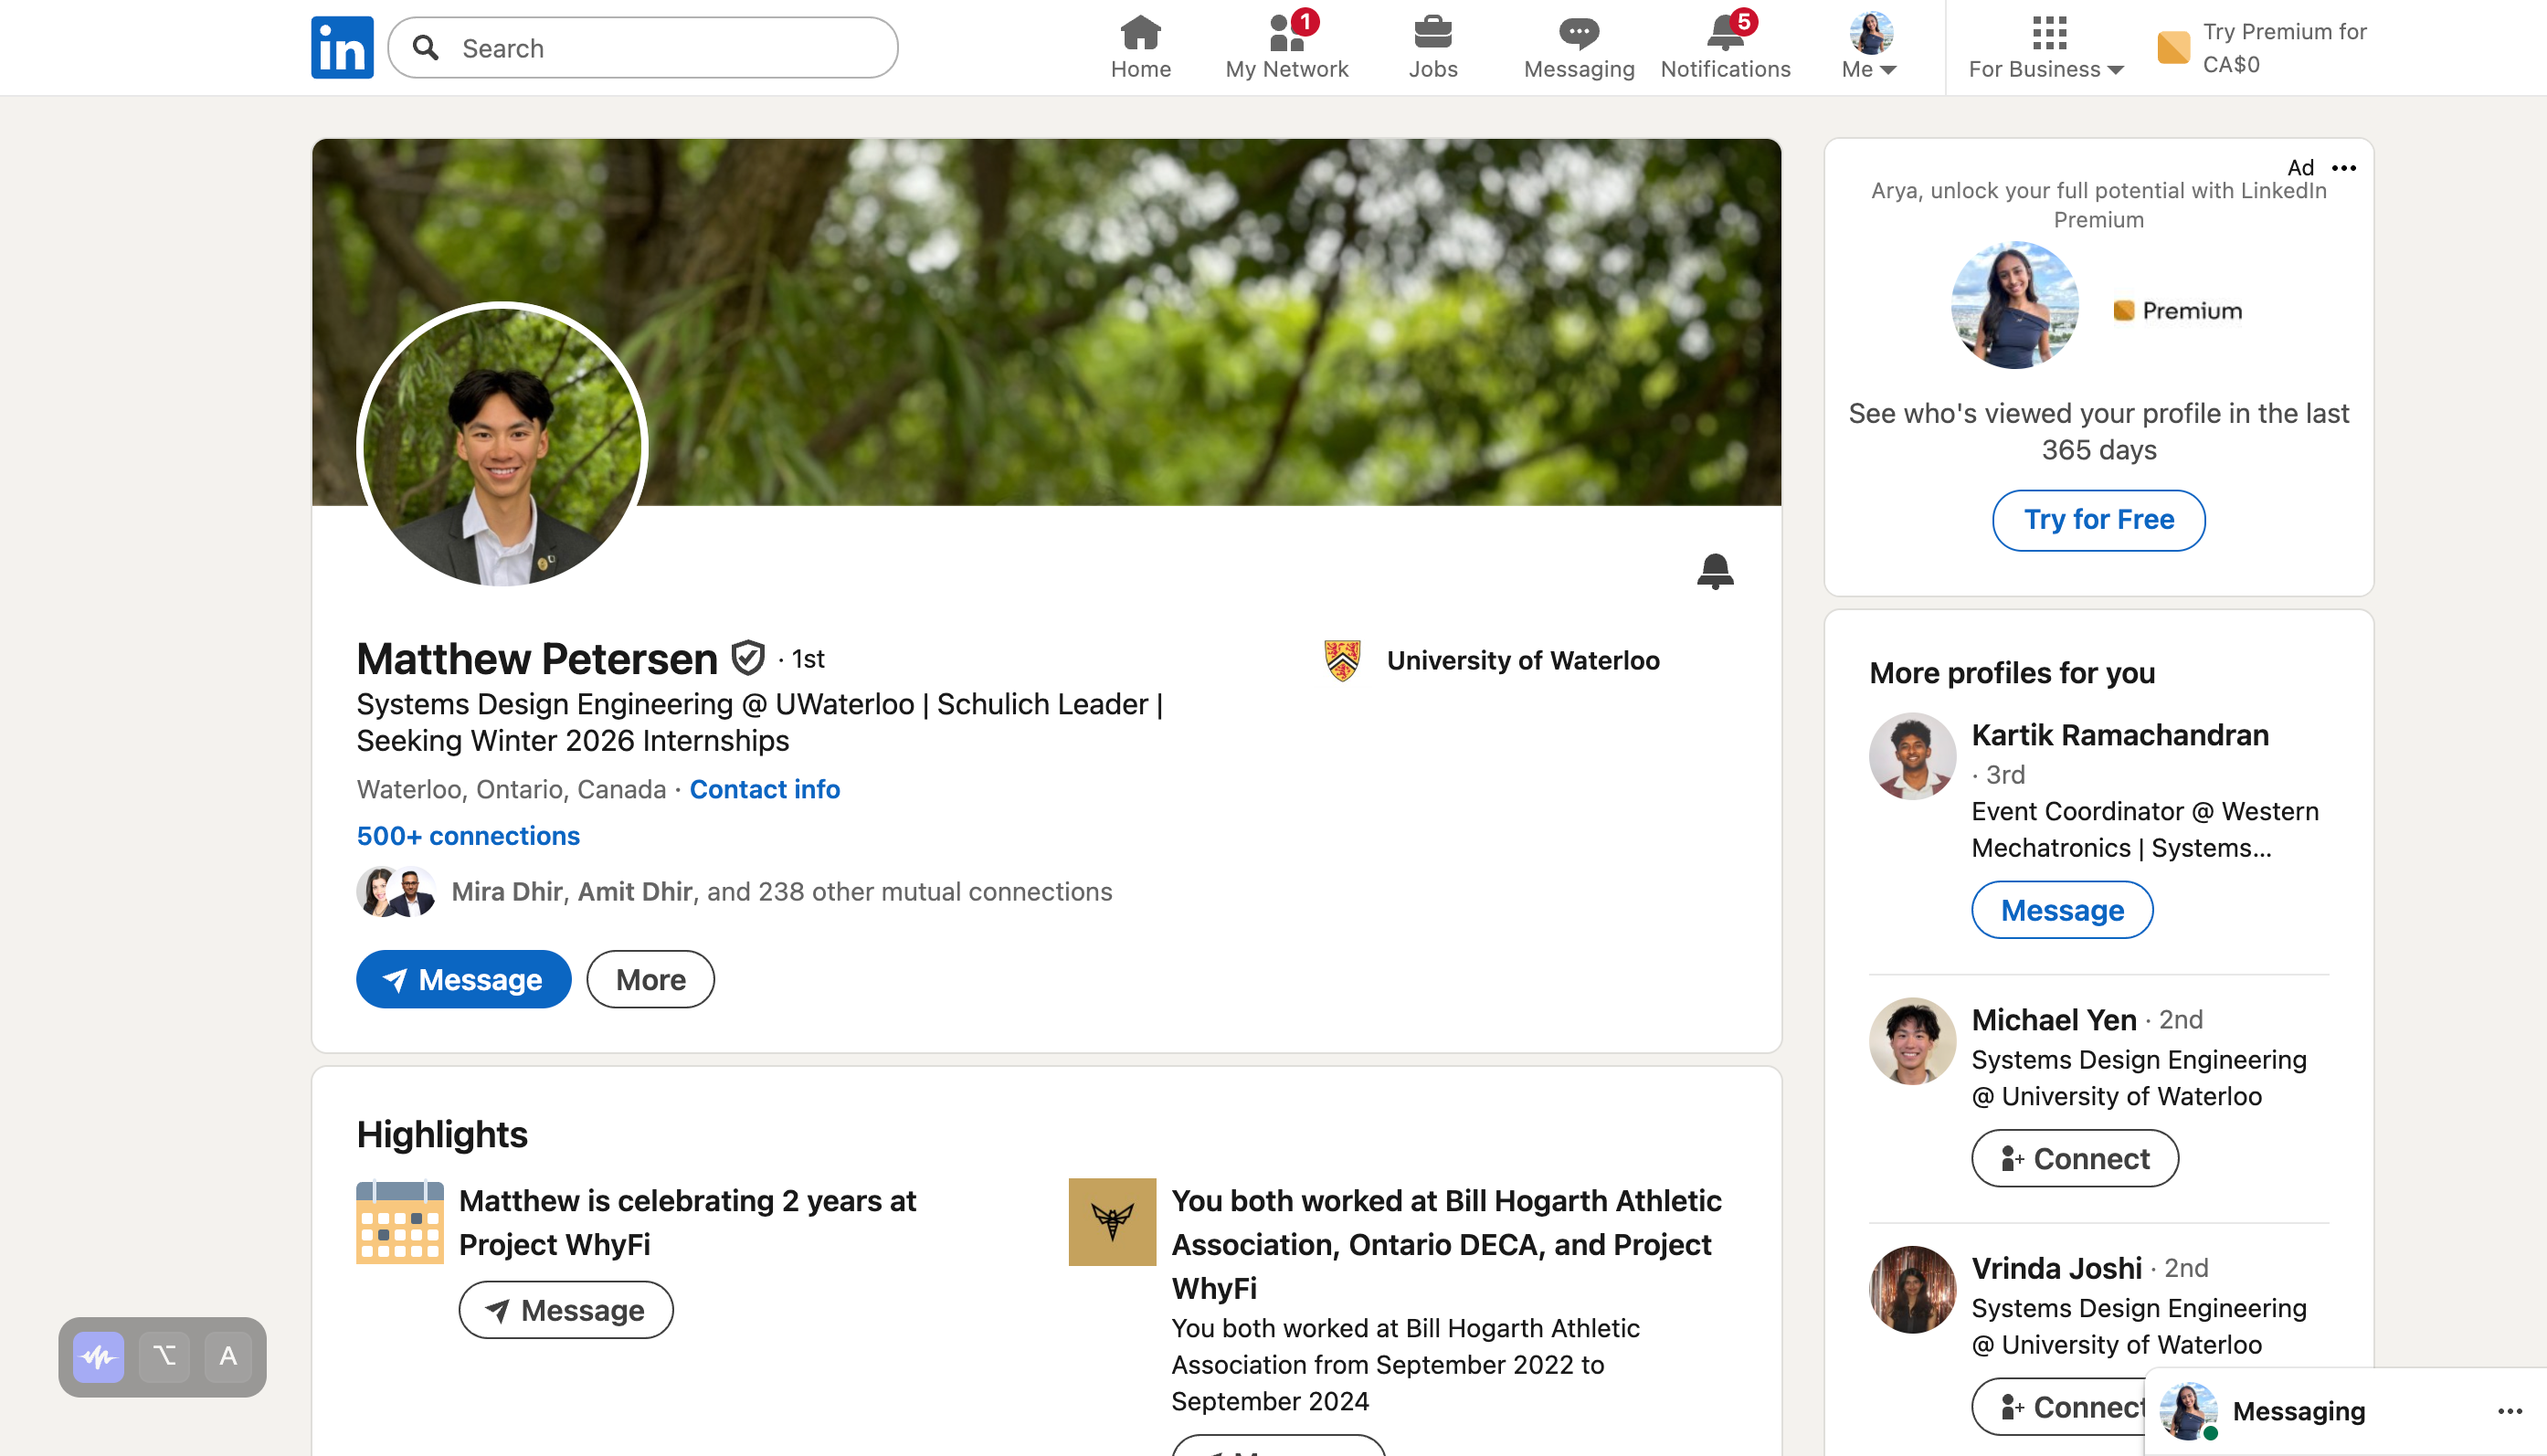 in
Search
Home
1
My Network
Jobs
Messaging
5
Notifications
Me
For Business
Try Premium for
CA$0
Matthew Petersen · 1st
Systems Design Engineering @ UWaterloo | Schulich Leader |
Seeking Winter 2026 Internships
Waterloo, Ontario, Canada · Contact info
500+ connections
Mira Dhir, Amit Dhir, and 238 other mutual connections
Message
More
University of Waterloo
Highlights
Matthew is celebrating 2 years at
Project WhyFi
Message
You both worked at Bill Hogarth Athletic
Association, Ontario DECA, and Project
WhyFi
You both worked at Bill Hogarth Athletic
Association from September 2022 to
September 2024
Ad
Arya, unlock your full potential with LinkedIn
Premium
Premium
See who's viewed your profile in the last
365 days
Try for Free
More profiles for you
Kartik Ramachandran
· 3rd
Event Coordinator @ Western
Mechatronics | Systems...
Message
Michael Yen · 2nd
Systems Design Engineering
@ University of Waterloo
Connect
Vrinda Joshi · 2nd
Systems Design Engineering
@ University of Waterloo
Connect
Messaging
⌥ A